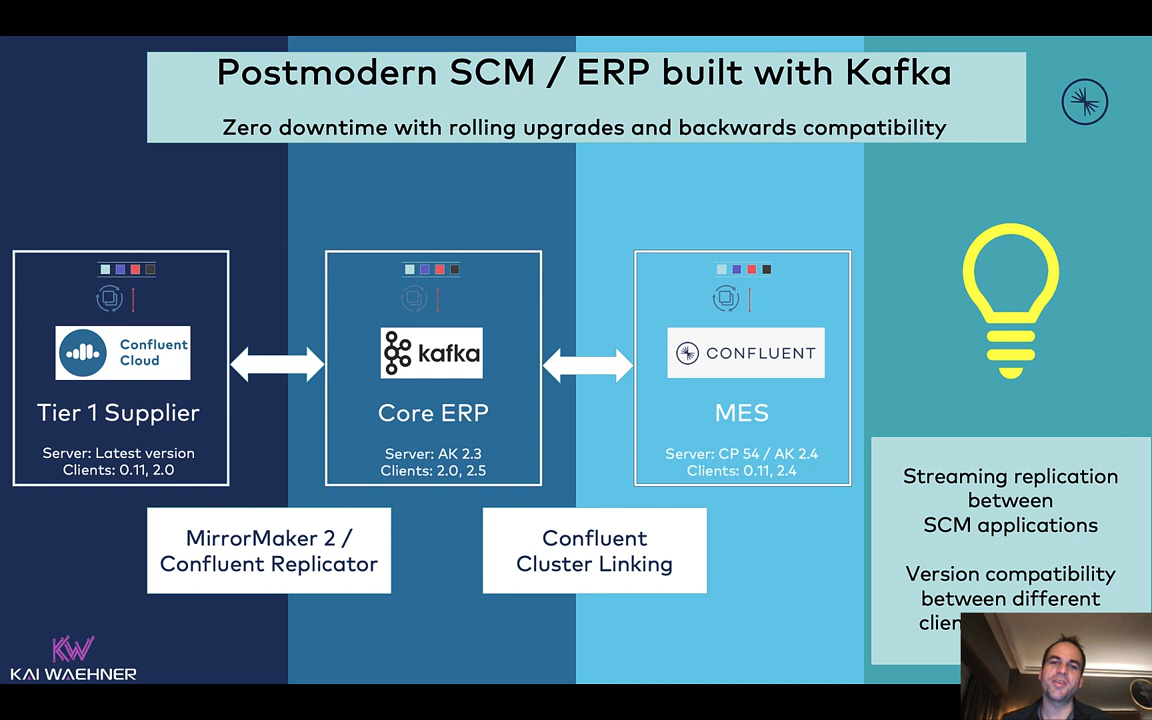 Postmodern SCM / ERP built with Kafka
Zero downtime with rolling upgrades and backwards compatibility
Confluent
Cloud
Tier 1 Supplier
Server: Latest version
Clients: 0.11, 2.0
kafka
Core ERP
Server: AK 2.3
Clients: 2.0, 2.5
CONFLUENT
MES
Server: CP 54 / AK 2.4
Clients: 0.11, 2.4
MirrorMaker 2 /
Confluent Replicator
Confluent
Cluster Linking
Streaming replication
between
SCM applications
Version compatibility
between different
KW
KAI WAEHNER